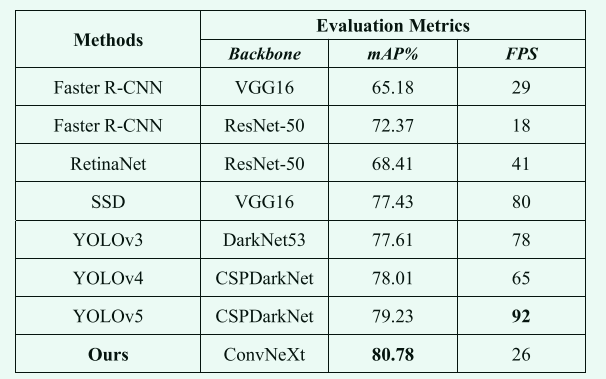 Methods Evaluation Metrics
Backbone mAP% FPS
Faster R-CNN VGG16 65.18 29
Faster R-CNN ResNet-50 72.37 18
RetinaNet ResNet-50 68.41 41
SSD VGG16 77.43 80
YOLOv3 DarkNet53 77.61 78
YOLOv4 CSPDarkNet 78.01 65
YOLOv5 CSPDarkNet 79.23 92
Ours ConvNeXt 80.78 26